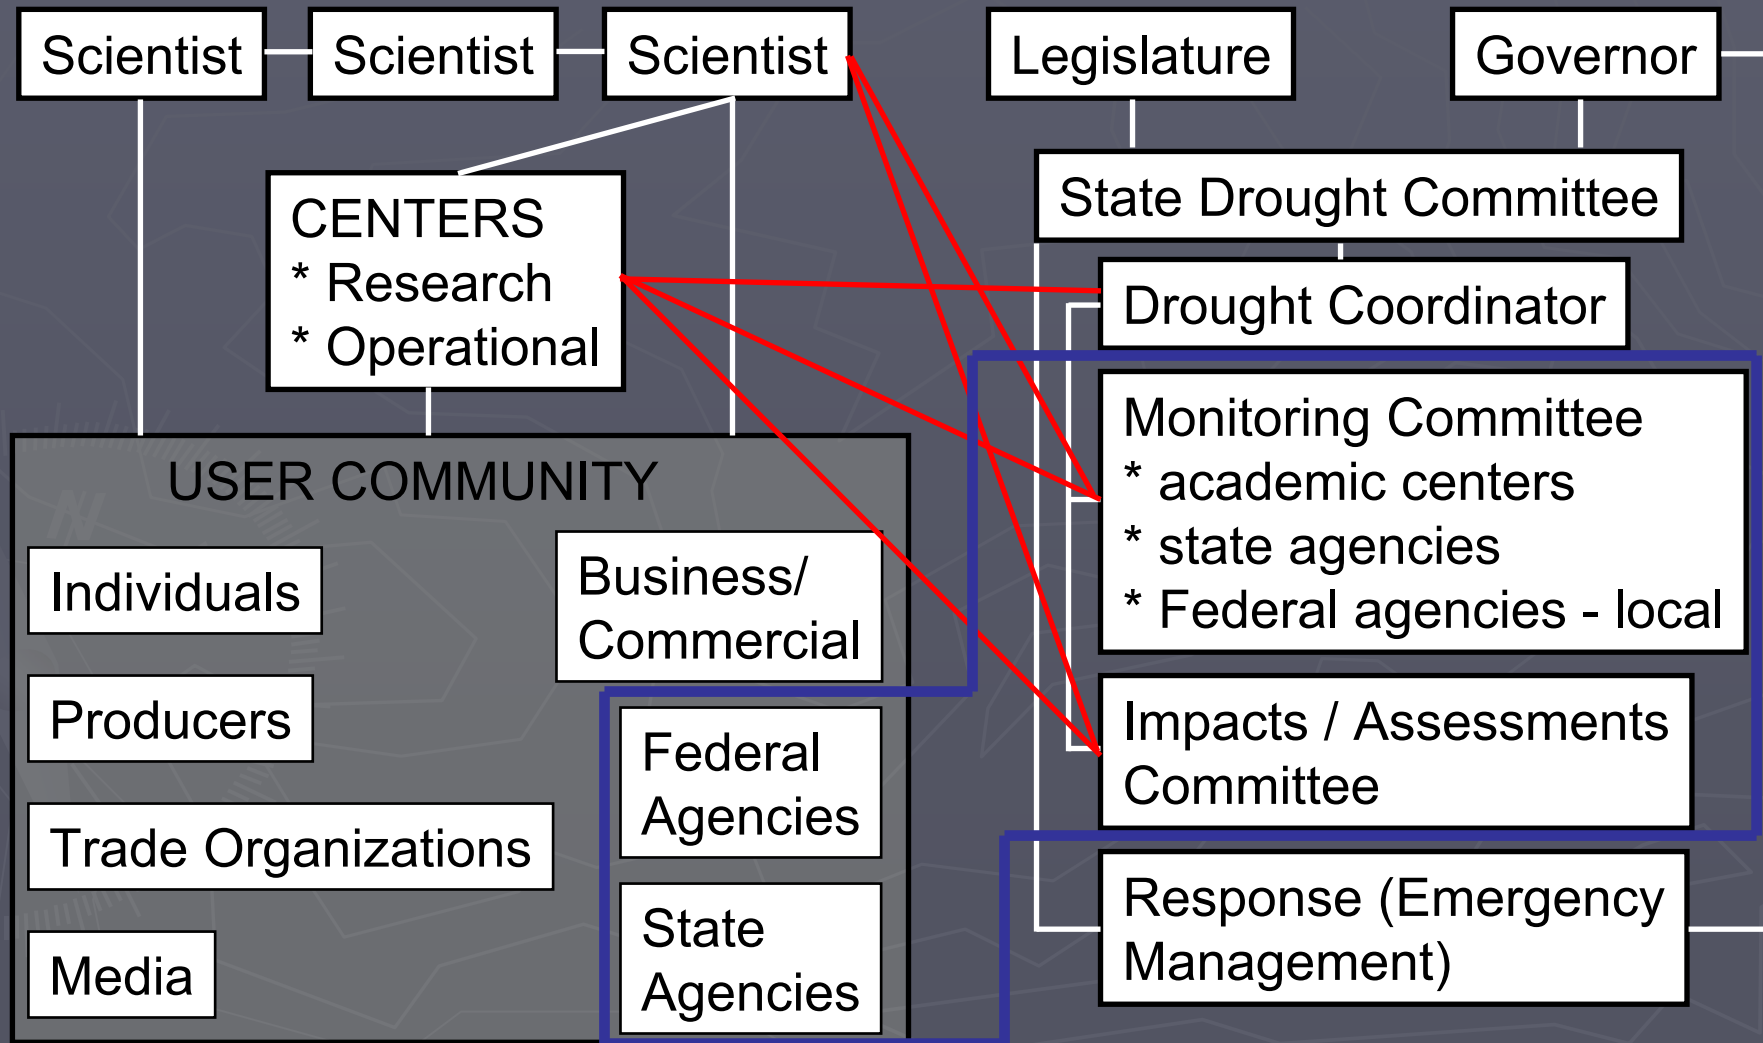 Scientist
Scientist
Scientist
Legislature
Governor
CENTERS
* Research
* Operational
State Drought Committee
Drought Coordinator
Monitoring Committee
* academic centers
* state agencies
* Federal agencies - local
Impacts / Assessments
Committee
Response (Emergency
Management)
USER COMMUNITY
Individuals
Producers
Trade Organizations
Media
Business/
Commercial
Federal
Agencies
State
Agencies